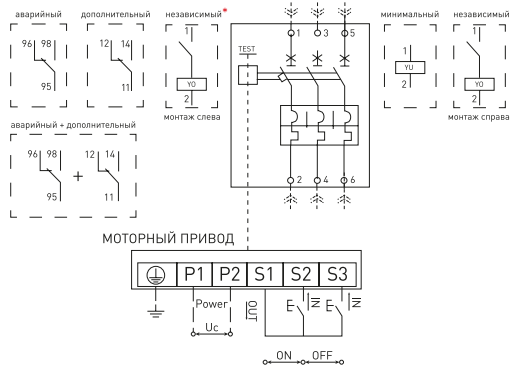 аварийный
дополнительный
независимый*
минимальный
независимый
96 98
95
12 14
11
1
YO
2
монтаж слева
TEST
1 3 5
2 4 6
1
YU
2
1
YO
2
монтаж справа
аварийный + дополнительный
96 98
95
+
12 14
11
МОТОРНЫЙ ПРИВОД
P1 P2 S1 S2 S3
Power
Uc
OUT
IN
IN
ON OFF